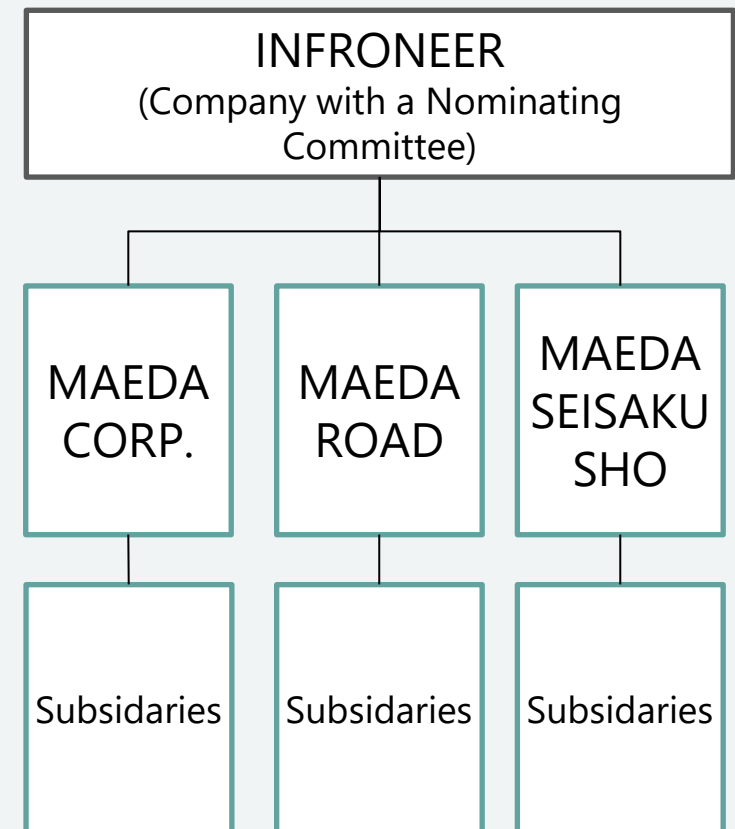 INFRONEER
(Company with a Nominating
Committee)
MAEDA
CORP.
MAEDA
ROAD
MAEDA
SEISAKU
SHO
Subsidaries
Subsidaries
Subsidaries